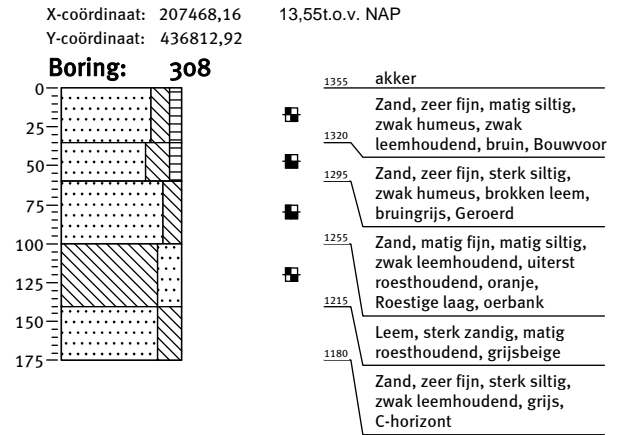 X-coördinaat: 207468,16 13,55t.o.v. NAP
Y-coördinaat: 436812,92
Boring: 308
0
25
50
75
100
125
150
175
1355 akker
Zand, zeer fijn, matig siltig,
zwak humeus, zwak
1320 leemhoudend, bruin, Bouwvoor
Zand, zeer fijn, sterk siltig,
1295 zwak humeus, brokken leem,
bruingrijs, Geroerd
1255 Zand, matig fijn, matig siltig,
zwak leemhoudend, uiterst
roesthoudend, oranje,
1215 Roestige laag, oerbank
Leem, sterk zandig, matig
1180 roesthoudend, grijsbeige
Zand, zeer fijn, sterk siltig,
zwak leemhoudend, grijs,
C-horizont